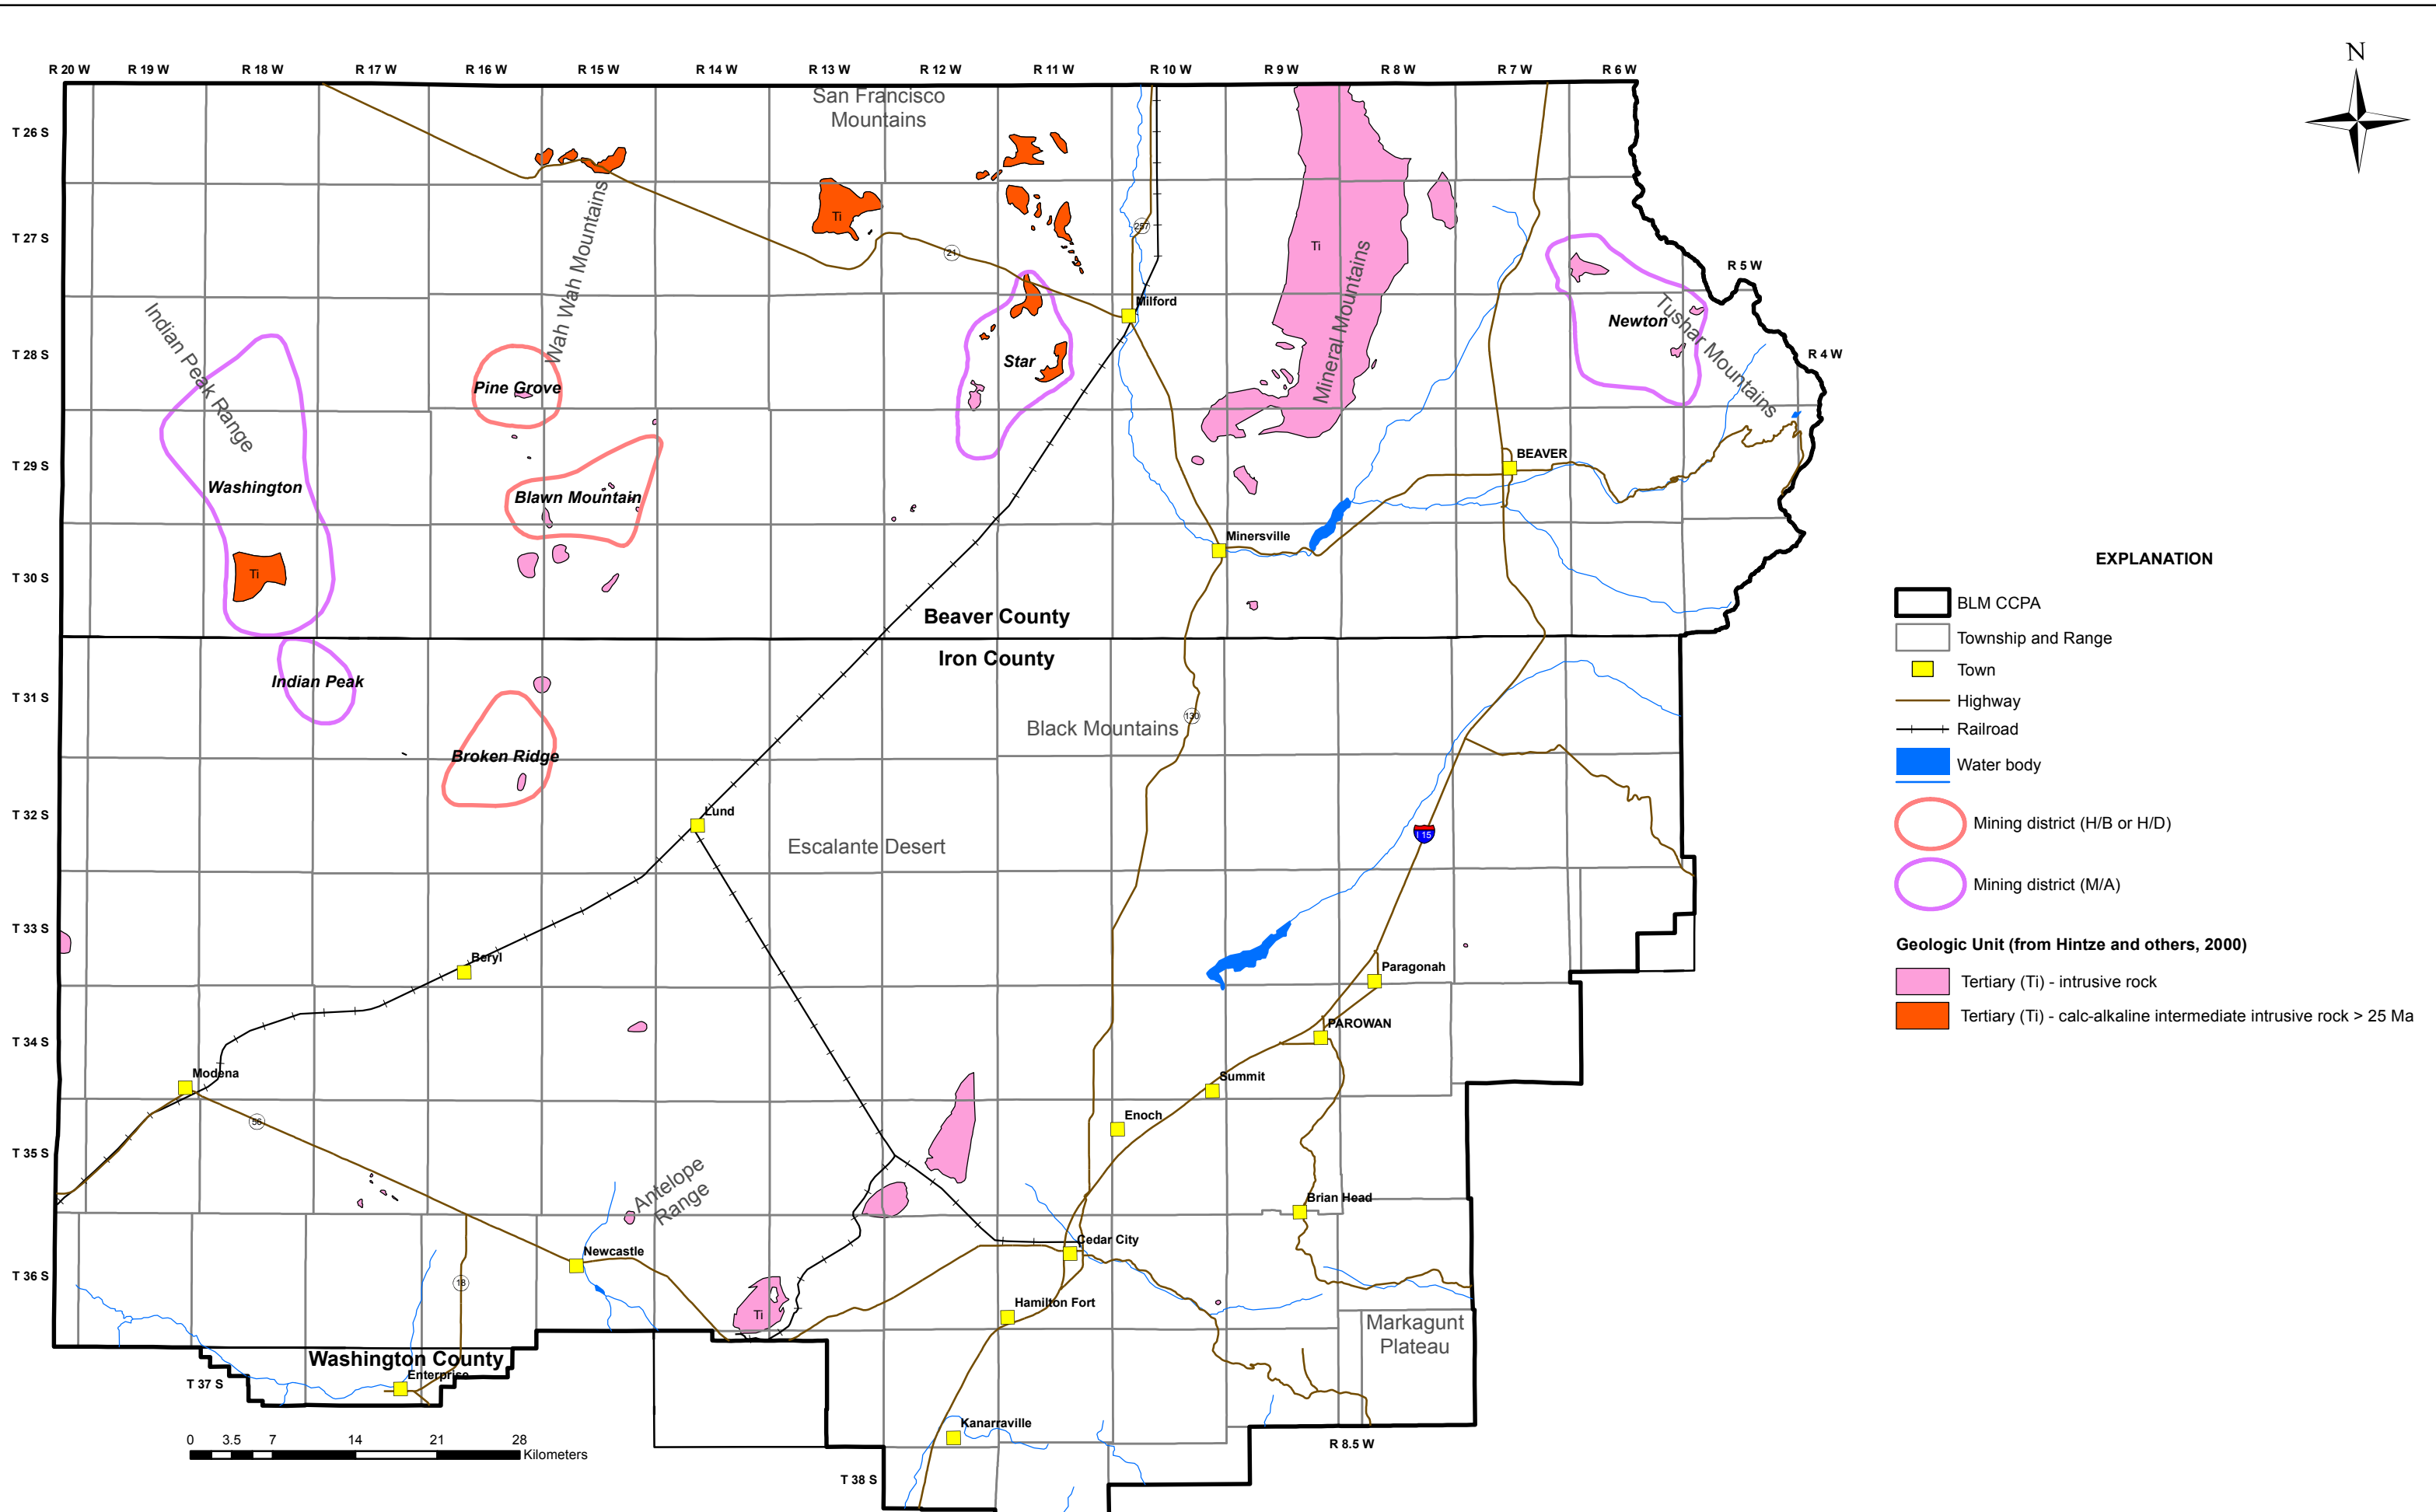 N
R 20 W
R 19 W
R 18 W
R 17 W
R 16 W
R 15 W
R 14 W
R 13 W
R 12 W
R 11 W
R 10 W
R 9 W
R 8 W
R 7 W
R 6 W
San Francisco
Mountains
T 26 S
Wah Wah Mountains
Ti
T 27 S
257
21
Ti
Mineral Mountains
R 5 W
Milford
Newton
Tushar Mountains
Indian Peak Range
T 28 S
R 4 W
Star
Pine Grove
BEAVER
T 29 S
Washington
Blawn Mountain
Minersville
EXPLANATION
T 30 S
Ti
BLM CCPA
Beaver County
Township and Range
Iron County
Town
Indian Peak
T 31 S
Highway
130
Black Mountains
Railroad
Broken Ridge
Water body
Lund
T 32 S
Mining district (H/B or H/D)
I 15
Escalante Desert
Mining district (M/A)
T 33 S
Geologic Unit (from Hintze and others, 2000)
Beryl
Paragonah
Tertiary (Ti) - intrusive rock
Tertiary (Ti) - calc-alkaline intermediate intrusive rock > 25 Ma
PAROWAN
T 34 S
Modena
Summit
Enoch
56
T 35 S
Antelope
Range
Brian Head
Cedar City
Newcastle
T 36 S
18
Hamilton Fort
Ti
Markagunt
Plateau
Washington County
Enterprise
T 37 S
Kanarraville
0 3.5 7 14 21 28
Kilometers
R 8.5 W
T 38 S